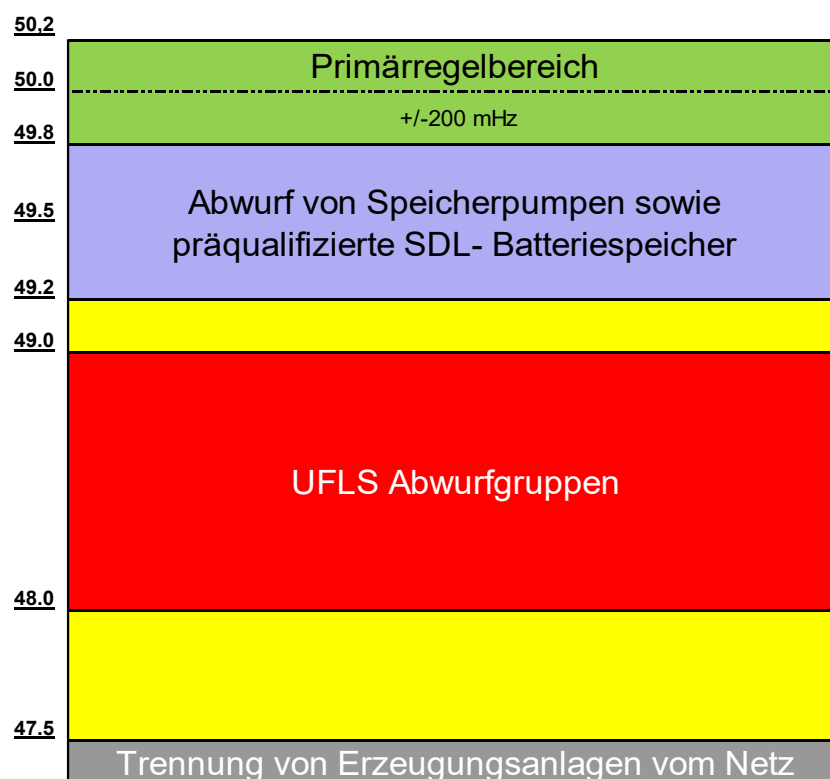 50,2
Primärregelbereich
50.0
+/-200 mHz
49.8
Abwurf von Speicherpumpen sowie
49.5
präqualifizierte SDL- Batteriespeicher
49.2
49.0
UFLS Abwurfgruppen
48.0
47.5
Trennung von Erzeugungsanlagen vom Netz